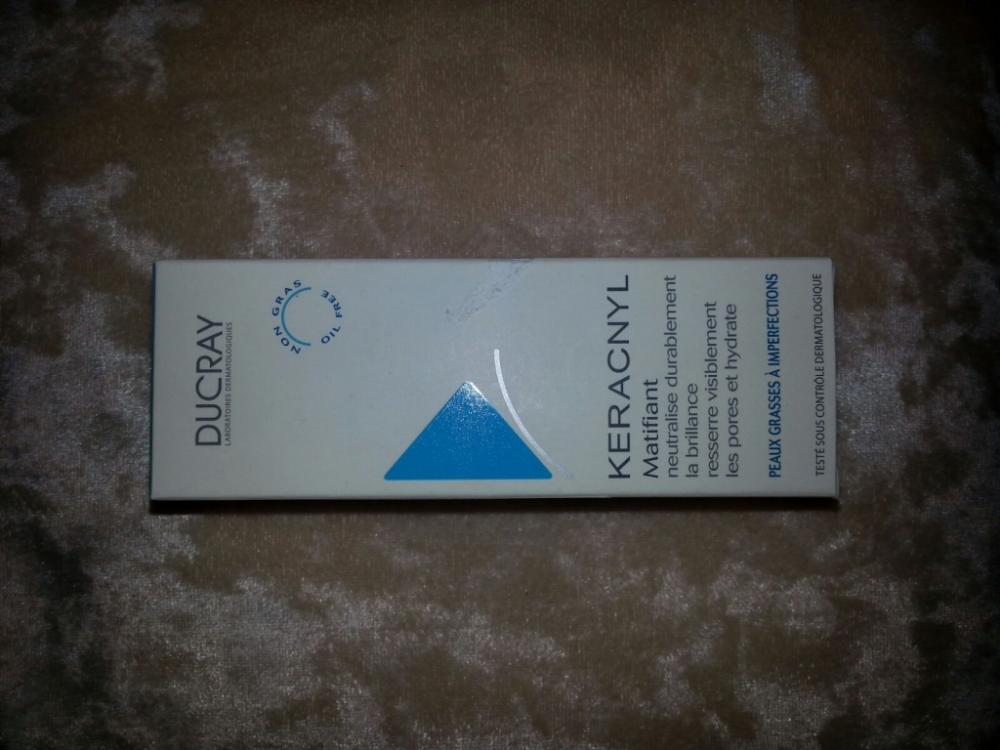 DUCRAY
LABORATOIRES DERMATOLOGIQUES
NON GRAS
OIL FREE
KERACNYL
Matifiant
neutralise durablement
la brillance
resserre visiblement
les pores et hydrate
PEAUX GRASSES À IMPERFECTIONS
TESTÉ SOUS CONTRÔLE DERMATOLOGIQUE